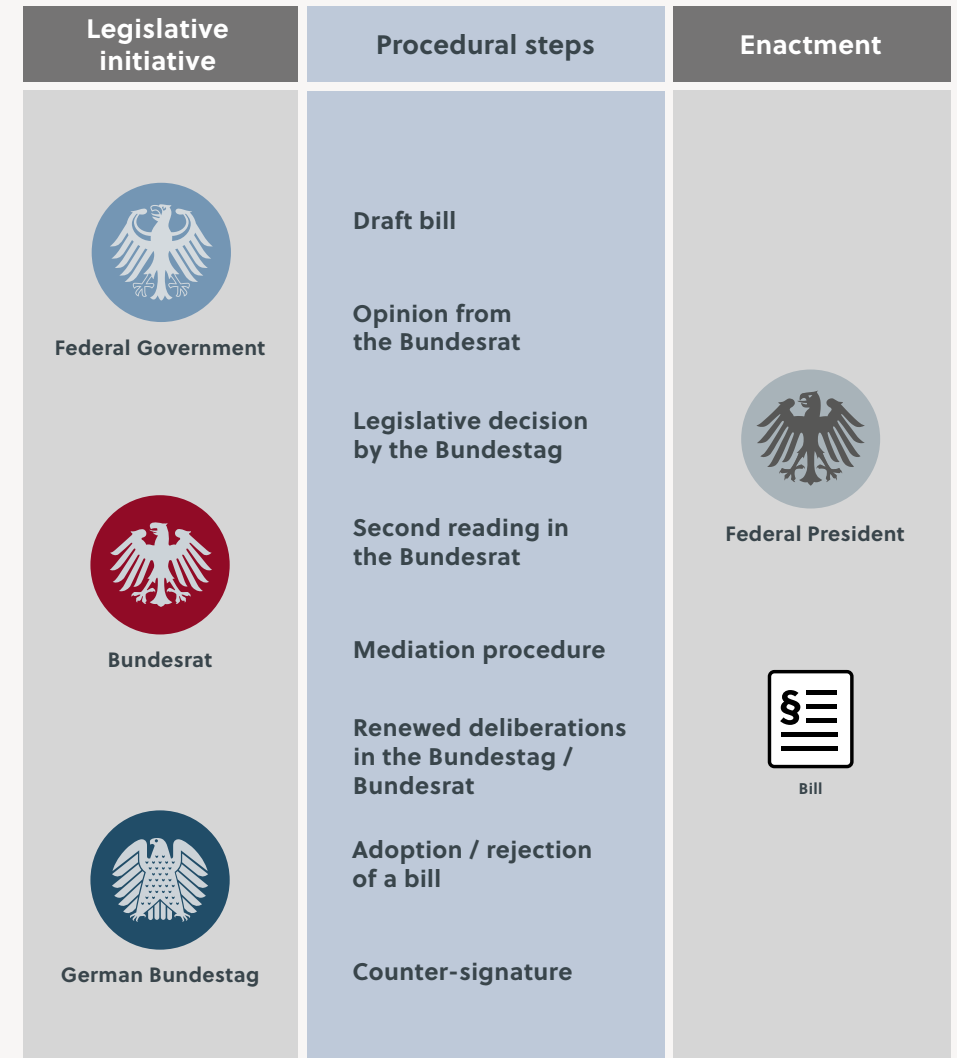 Legislative
initiative
Procedural steps
Enactment
Federal Government
Bundesrat
German Bundestag
Draft bill
Opinion from
the Bundesrat
Legislative decision
by the Bundestag
Second reading in
the Bundesrat
Mediation procedure
Renewed deliberations
in the Bundestag /
Bundesrat
Adoption / rejection
of a bill
Counter-signature
Federal President
§
Bill